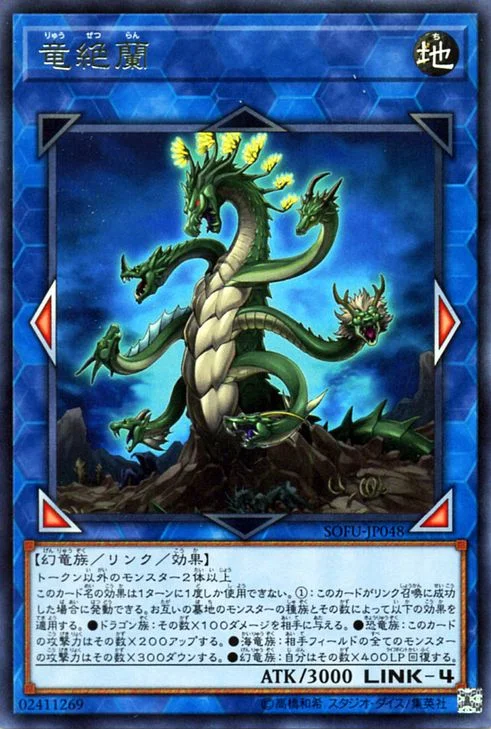 りゅう ぜつ らん
竜絶蘭
ち
地
SOFU-JP048
【幻竜族／リンク／効果】
トークン以外のモンスター2体以上
このカード名の効果は1ターンに1度しか使用できない。①：このカードがリンク召喚に成功
した場合に発動できる。お互いの墓地のモンスターの種族とその数によって以下の効果を
適用する。●ドラゴン族：その数×100ダメージを相手に与える。●恐竜族：このカード
の攻撃力はその数×200アップする。●海竜族：相手フィールドの全てのモンスター
の攻撃力はその数×300ダウンする。●幻竜族：自分はその数×400LP回復する。
ATK/3000 LINK-4
02411269
©高橋和希 スタジオ・ダイス/集英社